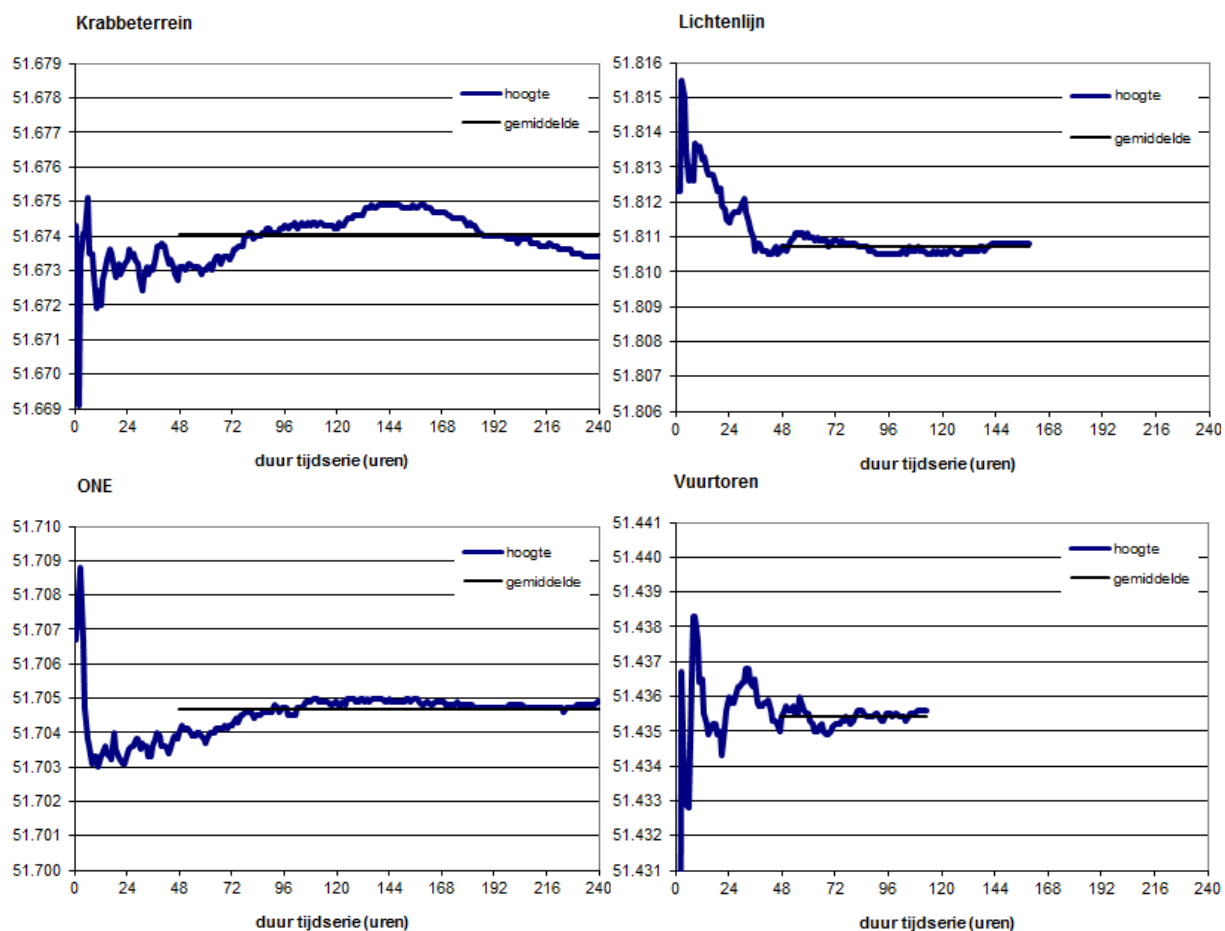 Krabbeterrein
51.679
51.678
51.677
51.676
51.675
51.674
51.673
51.672
51.671
51.670
51.669
hoogte
gemiddelde
0 24 48 72 96 120 144 168 192 216 240
duur tijdserie (uren)
Lichtenlijn
51.816
51.815
51.814
51.813
51.812
51.811
51.810
51.809
51.808
51.807
51.806
hoogte
gemiddelde
0 24 48 72 96 120 144 168 192 216 240
duur tijdserie (uren)
ONE
51.710
51.709
51.708
51.707
51.706
51.705
51.704
51.703
51.702
51.701
51.700
hoogte
gemiddelde
0 24 48 72 96 120 144 168 192 216 240
duur tijdserie (uren)
Vuurtoren
51.441
51.440
51.439
51.438
51.437
51.436
51.435
51.434
51.433
51.432
51.431
hoogte
gemiddelde
0 24 48 72 96 120 144 168 192 216 240
duur tijdserie (uren)